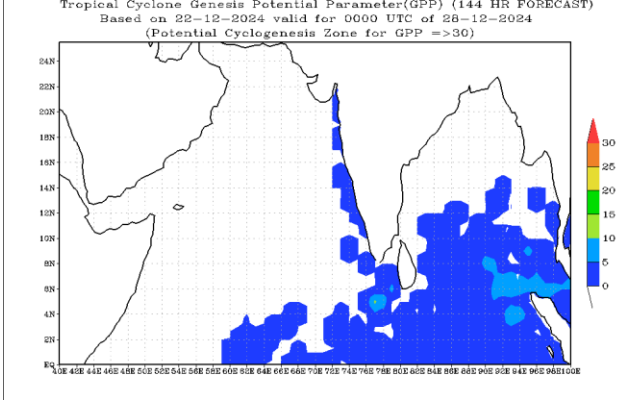 Tropical Cyclone Genesis Potential Parameter(GPP) (144 HR FORECAST)
Based on 22-12-2024 valid for 0000 UTC of 28-12-2024
(Potential Cyclogenesis Zone for GPP =>30)
24N
22N
20N
18N
16N
14N
12N
10N
8N
6N
4N
2N
EQ
40E 42E 44E 46E 48E 50E 52E 54E 56E 58E 60E 62E 64E 66E 68E 70E 72E 74E 76E 78E 80E 82E 84E 86E 88E 90E 92E 94E 96E 98E 100E
30
25
20
15
10
5
0